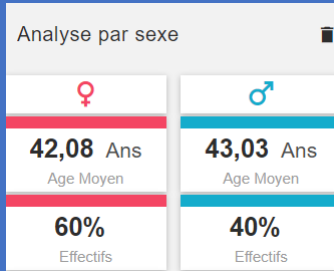 Analyse par sexe
42,08 Ans 43,03 Ans
Age Moyen Age Moyen
60% 40%
Effectifs Effectifs